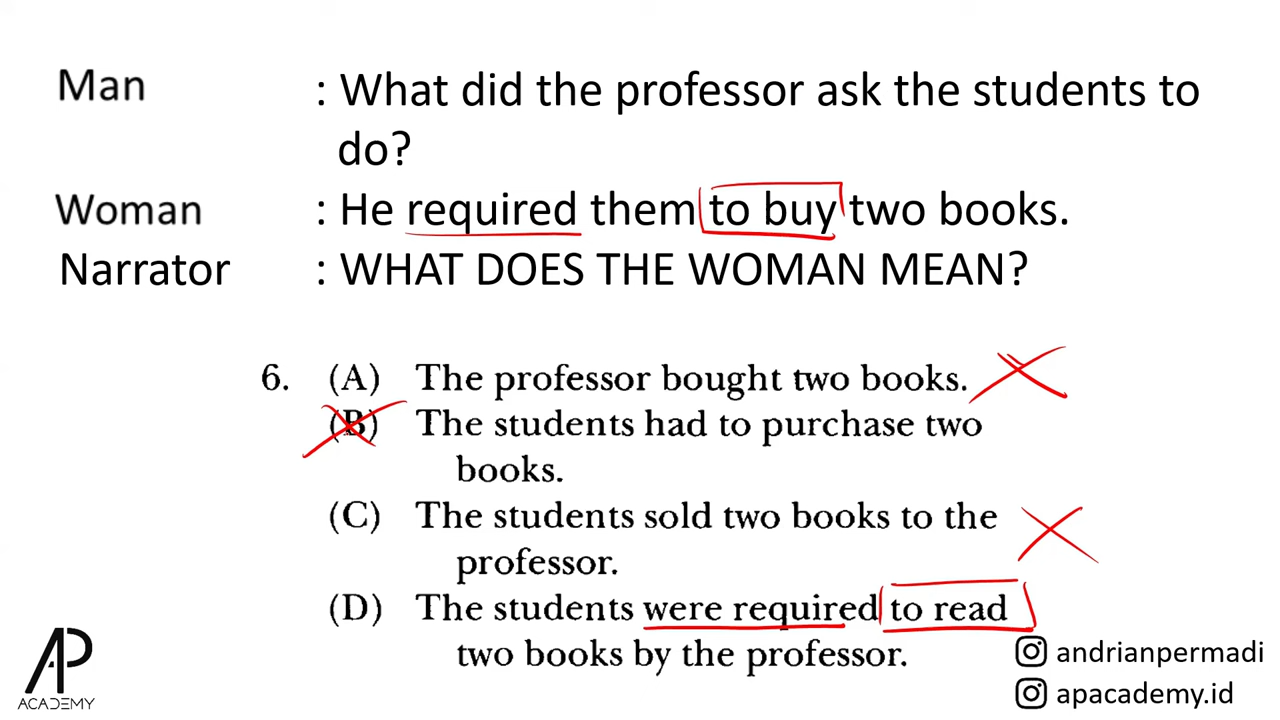 Man : What did the professor ask the students to
do?
Woman : He required them to buy two books.
Narrator : WHAT DOES THE WOMAN MEAN?
6. (A) The professor bought two books.
(B) The students had to purchase two
books.
(C) The students sold two books to the
professor.
(D) The students were required to read
two books by the professor.
AP
ACADEMY
andrianpermadi
apacademy.id